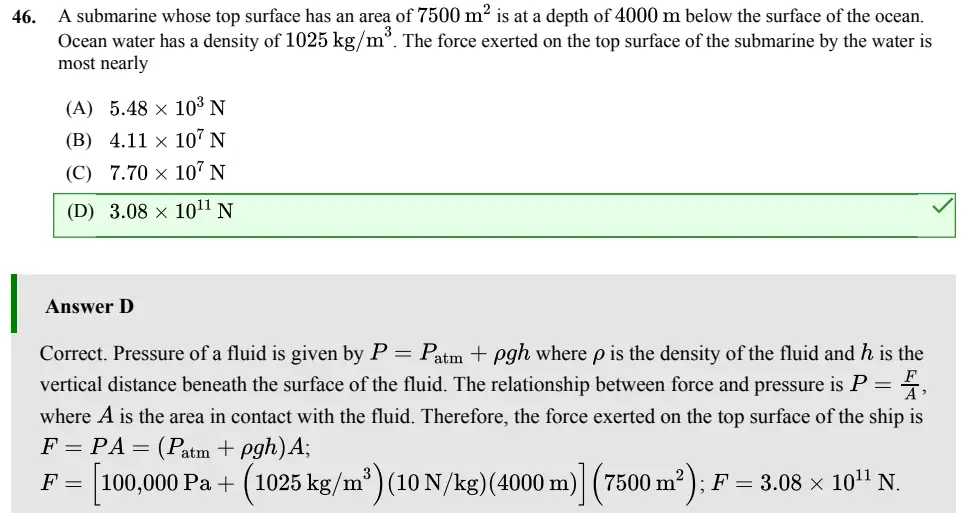 46. A submarine whose top surface has an area of 7500 m² is at a depth of 4000 m below the surface of the ocean.
Ocean water has a density of 1025 kg/m³. The force exerted on the top surface of the submarine by the water is
most nearly
(A) 5.48 × 10³ N
(B) 4.11 × 10⁷ N
(C) 7.70 × 10⁷ N
(D) 3.08 × 10¹¹ N
Answer D
Correct. Pressure of a fluid is given by P = Pₐₜₘ + ρgh where ρ is the density of the fluid and h is the
vertical distance beneath the surface of the fluid. The relationship between force and pressure is P = F/A,
where A is the area in contact with the fluid. Therefore, the force exerted on the top surface of the ship is
F = PA = (Pₐₜₘ + ρgh)A;
F = [100,000 Pa + (1025 kg/m³)(10 N/kg)(4000 m)](7500 m²); F = 3.08 × 10¹¹ N.